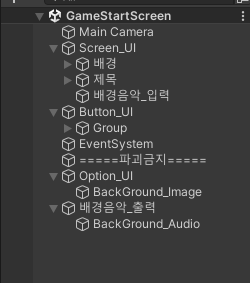 GameStartScreen
Main Camera
Screen_UI
배경
제목
배경음악_입력
Button_UI
Group
EventSystem
=====파괴금지=====
Option_UI
BackGround_Image
배경음악_출력
BackGround_Audio